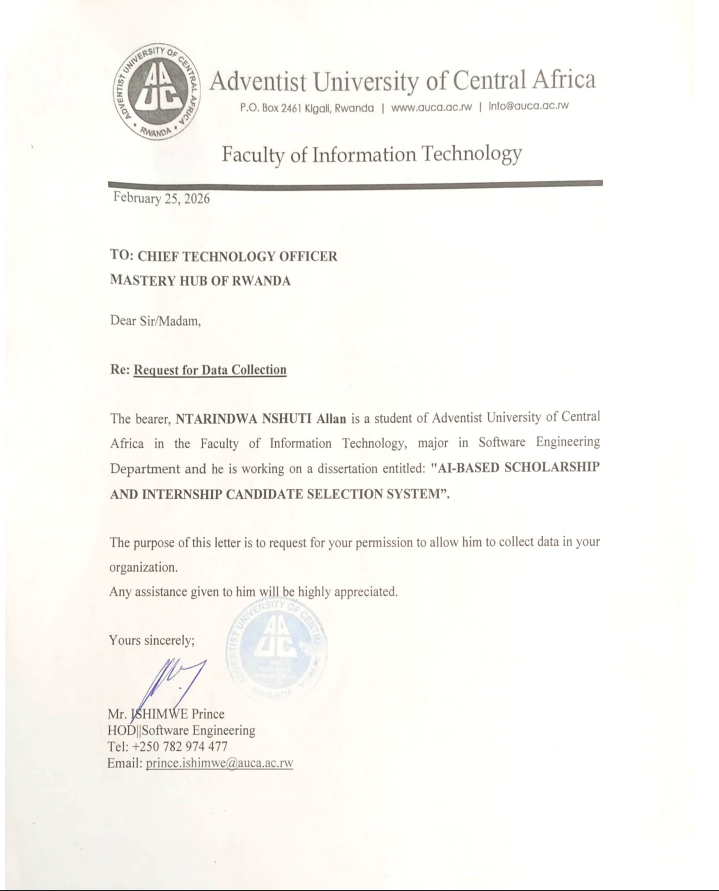 ADVENTIST UNIVERSITY OF CENTRAL AFRICA
AAUC
• RWANDA •
Adventist University of Central Africa
P.O. Box 2461 Kigali, Rwanda | www.auca.ac.rw | info@auca.ac.rw
Faculty of Information Technology
February 25, 2026
TO: CHIEF TECHNOLOGY OFFICER
MASTERY HUB OF RWANDA
Dear Sir/Madam,
Re: Request for Data Collection
The bearer, NTARINDWA NSHUTI Allan is a student of Adventist University of Central
Africa in the Faculty of Information Technology, major in Software Engineering
Department and he is working on a dissertation entitled: "AI-BASED SCHOLARSHIP
AND INTERNSHIP CANDIDATE SELECTION SYSTEM”.
The purpose of this letter is to request for your permission to allow him to collect data in your
organization.
Any assistance given to him will be highly appreciated.
ADVENTIST UNIVERSITY OF CENTRAL
AAUC
RWANDA
Yours sincerely;
Mr. ISHIMWE Prince
HOD||Software Engineering
Tel: +250 782 974 477
Email: prince.ishimwe@auca.ac.rw